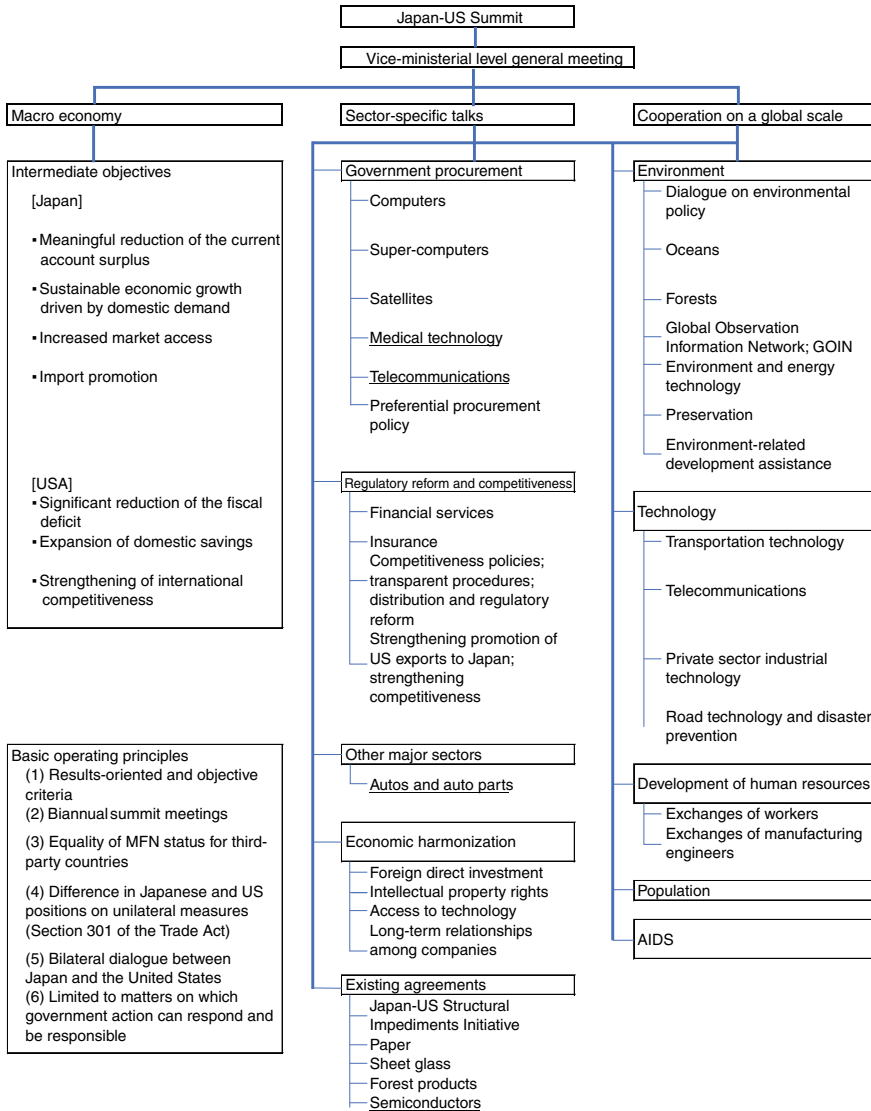 Japan-US Summit
Vice-ministerial level general meeting
Macro economy
Intermediate objectives
[Japan]
▪ Meaningful reduction of the current
account surplus
▪ Sustainable economic growth
driven by domestic demand
▪ Increased market access
▪ Import promotion
[USA]
▪ Significant reduction of the fiscal
deficit
▪ Expansion of domestic savings
▪ Strengthening of international
competitiveness
Basic operating principles
(1) Results-oriented and objective
criteria
(2) Biannual summit meetings
(3) Equality of MFN status for third-
party countries
(4) Difference in Japanese and US
positions on unilateral measures
(Section 301 of the Trade Act)
(5) Bilateral dialogue between
Japan and the United States
(6) Limited to matters on which
government action can respond and
be responsible
Sector-specific talks
Government procurement
Computers
Super-computers
Satellites
Medical technology
Telecommunications
Preferential procurement
policy
Regulatory reform and competitiveness
Financial services
Insurance
Competitiveness policies;
transparent procedures;
distribution and regulatory
reform
Strengthening promotion of
US exports to Japan;
strengthening
competitiveness
Other major sectors
Autos and auto parts
Economic harmonization
Foreign direct investment
Intellectual property rights
Access to technology
Long-term relationships
among companies
Existing agreements
Japan-US Structural
Impediments Initiative
Paper
Sheet glass
Forest products
Semiconductors
Cooperation on a global scale
Environment
Dialogue on environmental
policy
Oceans
Forests
Global Observation
Information Network; GOIN
Environment and energy
technology
Preservation
Environment-related
development assistance
Technology
Transportation technology
Telecommunications
Private sector industrial
technology
Road technology and disaster
prevention
Development of human resources
Exchanges of workers
Exchanges of manufacturing
engineers
Population
AIDS